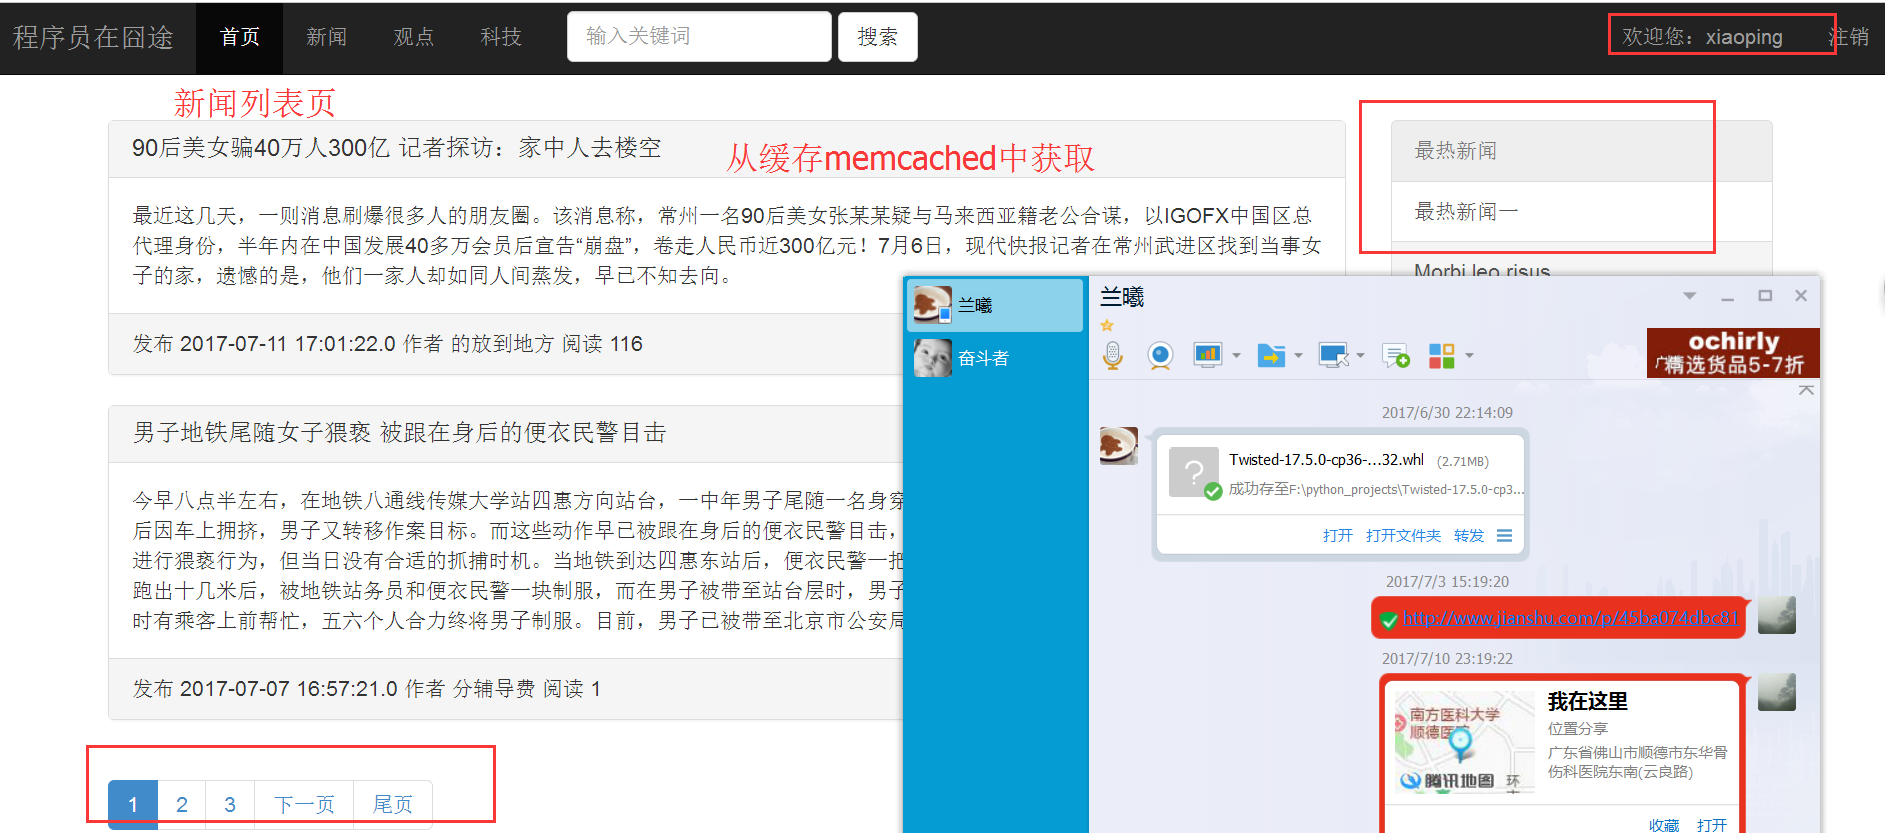 程序员在囧途 首页 新闻 观点 科技 输入关键词 搜索 欢迎您：xiaoping 注销
新闻列表页
90后美女骗40万人300亿 记者探访：家中人去楼空
从缓存memcached中获取
最近这几天，一则消息刷爆很多人的朋友圈。该消息称，常州一名90后美女张某某疑与马来西亚籍老公合谋，以IGOFX中国区总
代理身份，半年内在中国发展40多万会员后宣告“崩盘”，卷走人民币近300亿元！7月6日，现代快报记者在常州武进区找到当事女
子的家，遗憾的是，他们一家人却如同人间蒸发，早已不知去向。
发布 2017-07-11 17:01:22.0 作者 的放到地方 阅读 116
男子地铁尾随女子猥亵 被跟在身后的便衣民警目击
今早八点半左右，在地铁八通线传媒大学站四惠方向站台，一中年男子尾随一名身穿
后因车上拥挤，男子又转移作案目标。而这些动作早已被跟在身后的便衣民警目击，
进行猥亵行为，但当日没有合适的抓捕时机。当地铁到达四惠东站后，便衣民警一把
跑出十几米后，被地铁站务员和便衣民警一块制服，而在男子被带至站台层时，男子
时有乘客上前帮忙，五六个人合力终将男子制服。目前，男子已被带至北京市公安局
发布 2017-07-07 16:57:21.0 作者 分辅导费 阅读 1
1 2 3 下一页 尾页
最热新闻
最热新闻一
Morbi leo risus
兰曦
奋斗者
兰曦
ochirly
广精选货品5-7折
2017/6/30 22:14:09
Twisted-17.5.0-cp36-...32.whl (2.71MB)
成功存至F:\python_projects\Twisted-17.5.0-cp3...
打开 打开文件夹 转发
2017/7/3 15:19:20
http://www.jianshu.com/p/45ba074dbc81
2017/7/10 23:19:22
南方医科大学
顺德医
腾讯地图 环
我在这里
位置分享
广东省佛山市顺德市东华骨
伤科医院东南(云良路)
收藏 打开